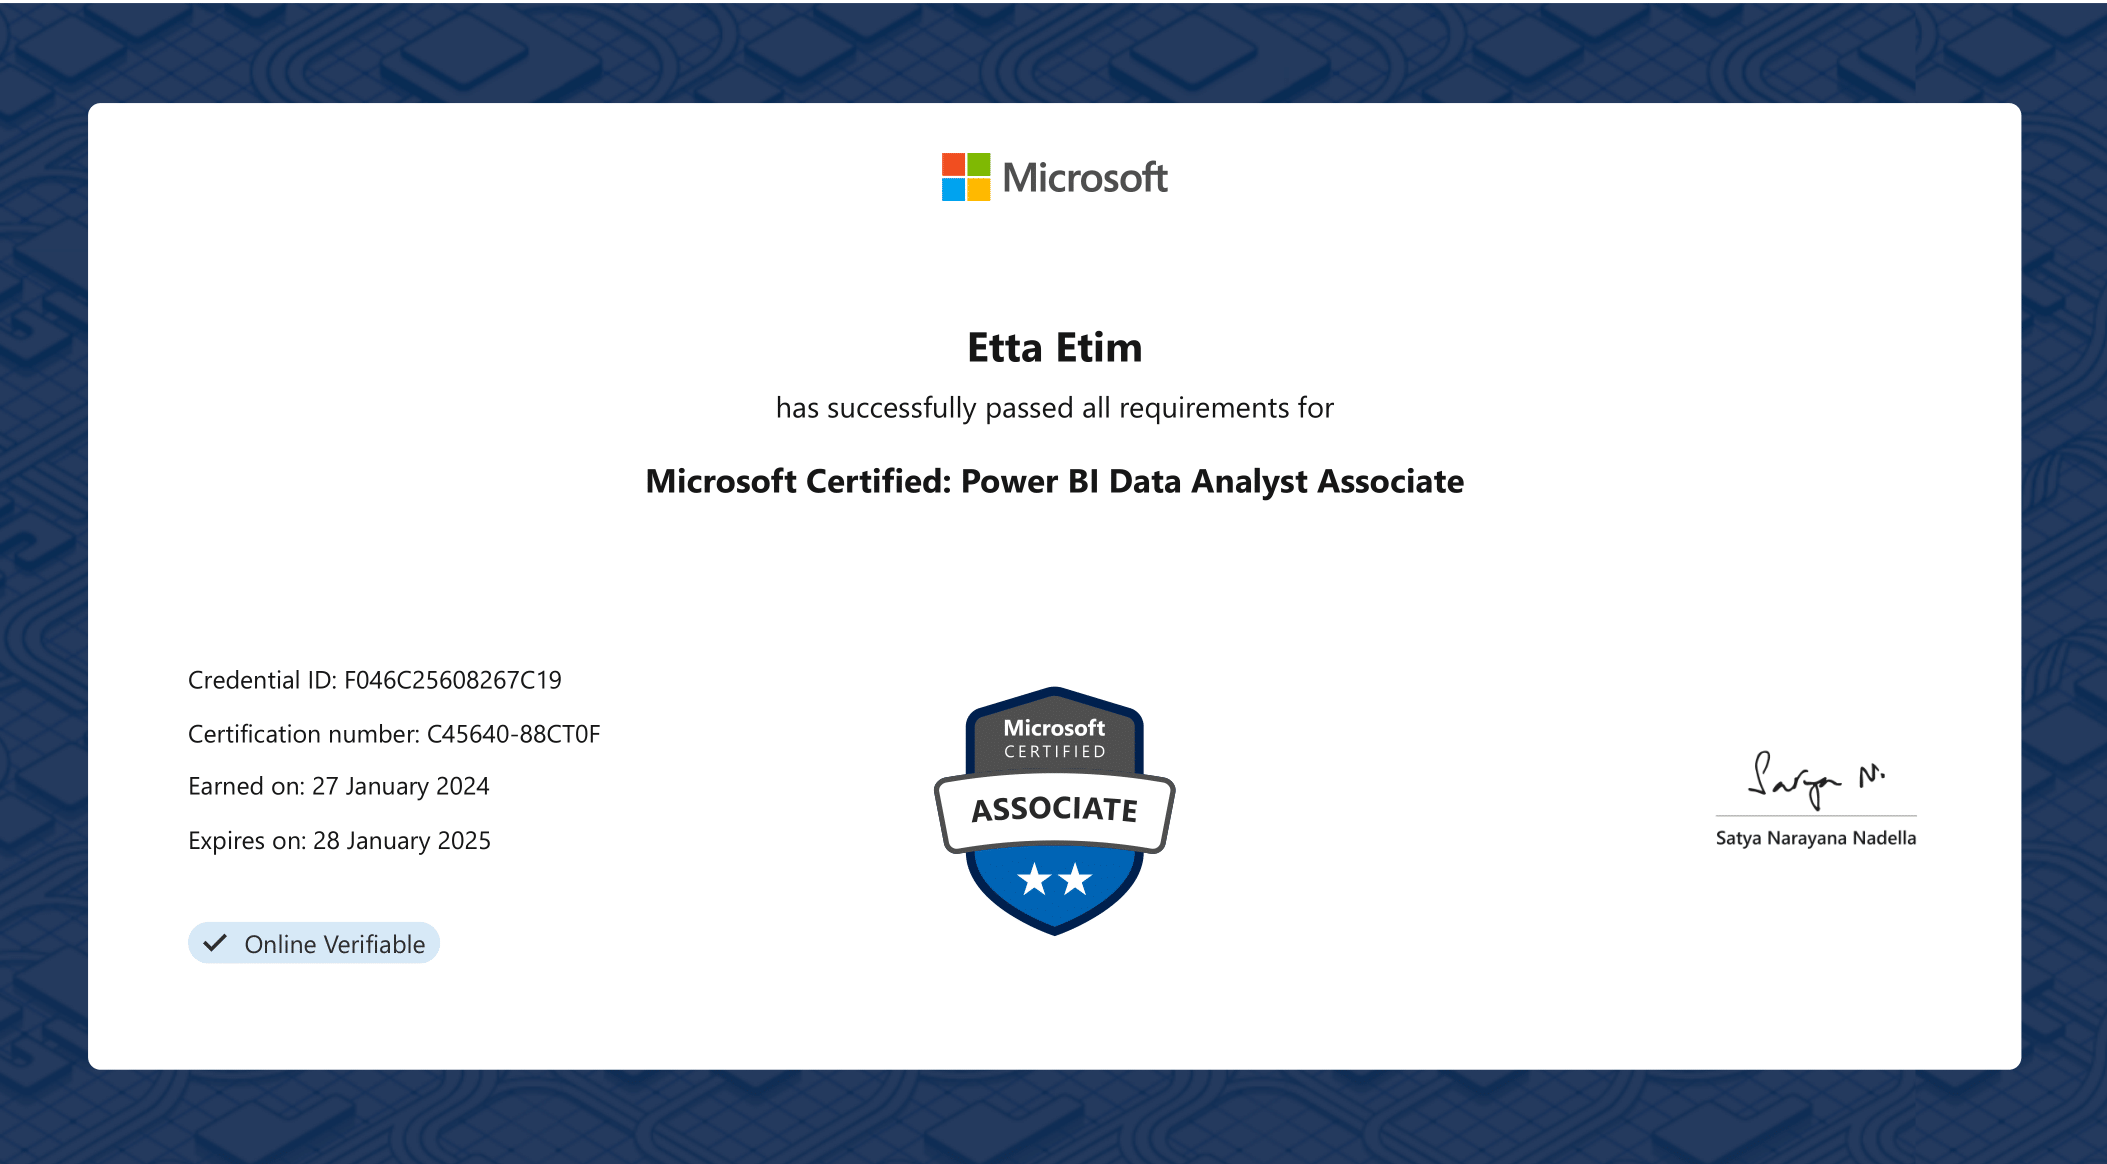 Microsoft
Etta Etim
has successfully passed all requirements for
Microsoft Certified: Power BI Data Analyst Associate
Credential ID: F046C25608267C19
Certification number: C45640-88CT0F
Earned on: 27 January 2024
Expires on: 28 January 2025
Online Verifiable
Microsoft
CERTIFIED
ASSOCIATE
Satya N.
Satya Narayana Nadella